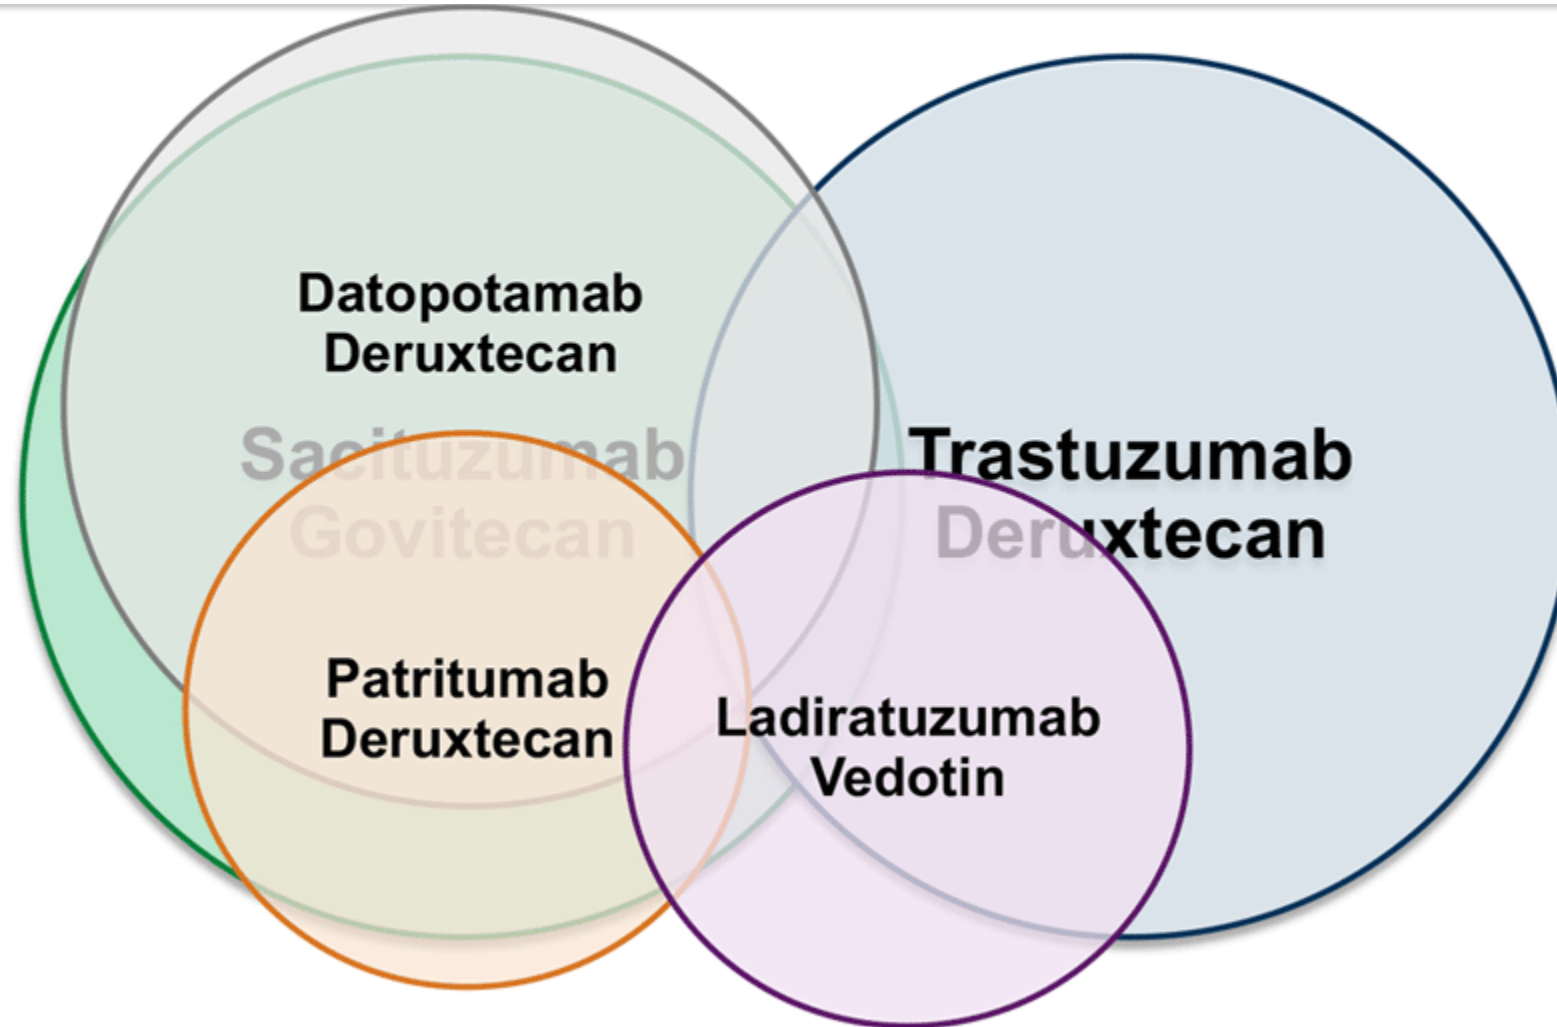 Datopotamab
Deruxtecan
Sacituzumab
Govitecan
Trastuzumab
Deruxtecan
Patritumab
Deruxtecan
Ladiratuzumab
Vedotin